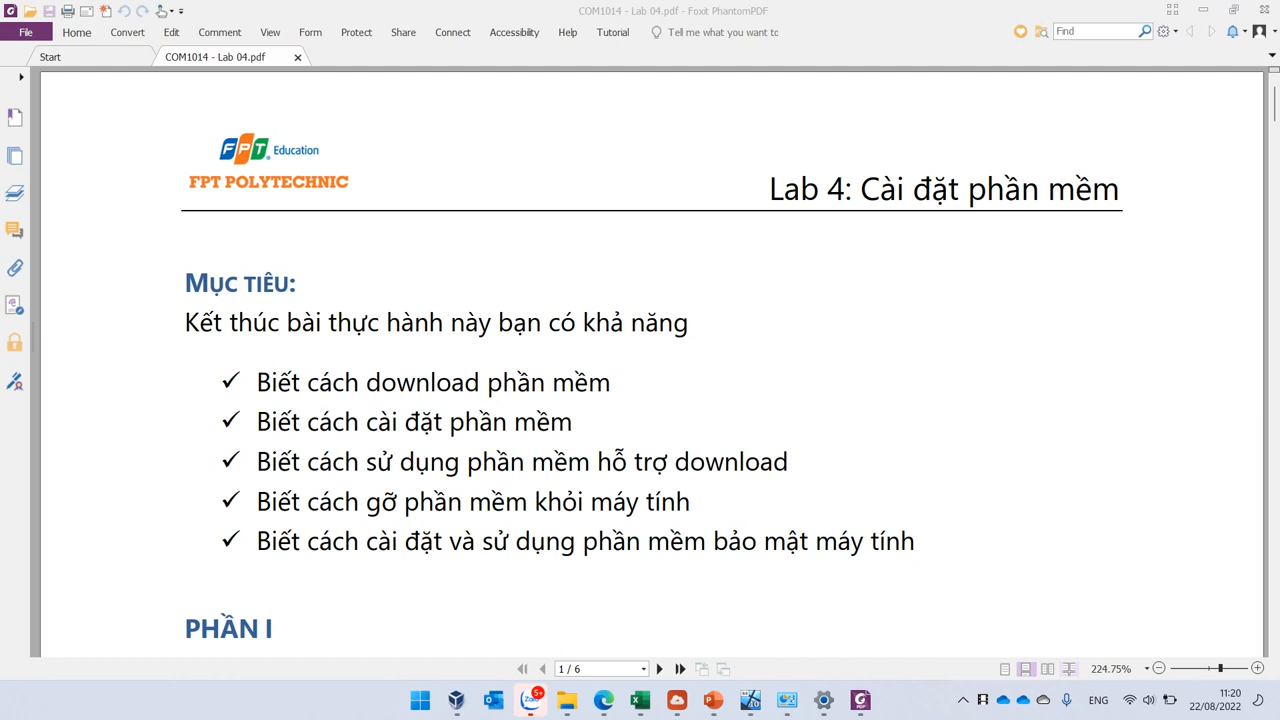 COM1014 - Lab 04.pdf - Foxit PhantomPDF
File Home Convert Edit Comment View Form Protect Share Connect Accessibility Help Tutorial Tell me what you want to Find
Start COM1014 - Lab 04.pdf
FPT Education
FPT POLYTECHNIC
Lab 4: Cài đặt phần mềm
MỤC TIÊU:
Kết thúc bài thực hành này bạn có khả năng
✓ Biết cách download phần mềm
✓ Biết cách cài đặt phần mềm
✓ Biết cách sử dụng phần mềm hỗ trợ download
✓ Biết cách gỡ phần mềm khỏi máy tính
✓ Biết cách cài đặt và sử dụng phần mềm bảo mật máy tính
PHẦN I
1 / 6 224.75%
Zalo 5+ PDF ENG 11:20
22/08/2022